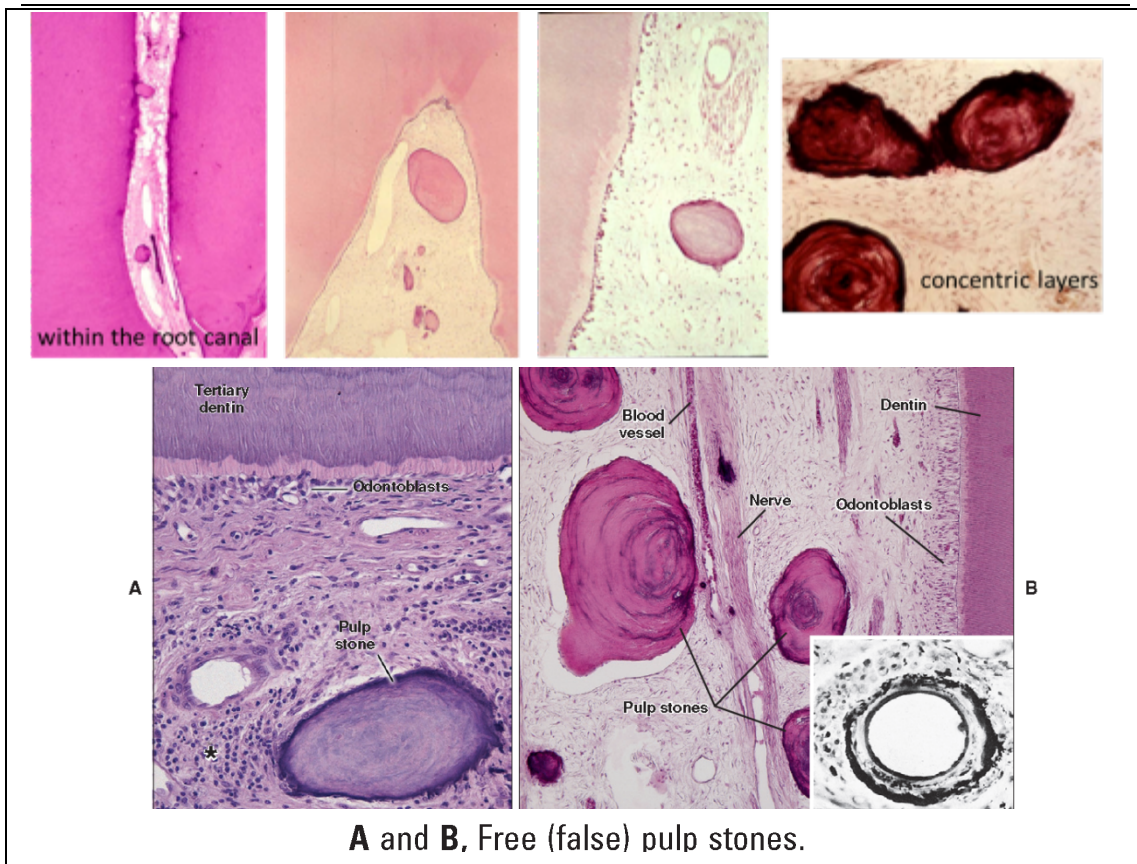 within the root canal
concentric layers
Tertiary
dentin
Odontoblasts
A
Pulp
stone
*
Blood
vessel
Dentin
Nerve
Odontoblasts
B
Pulp stones
A and B, Free (false) pulp stones.